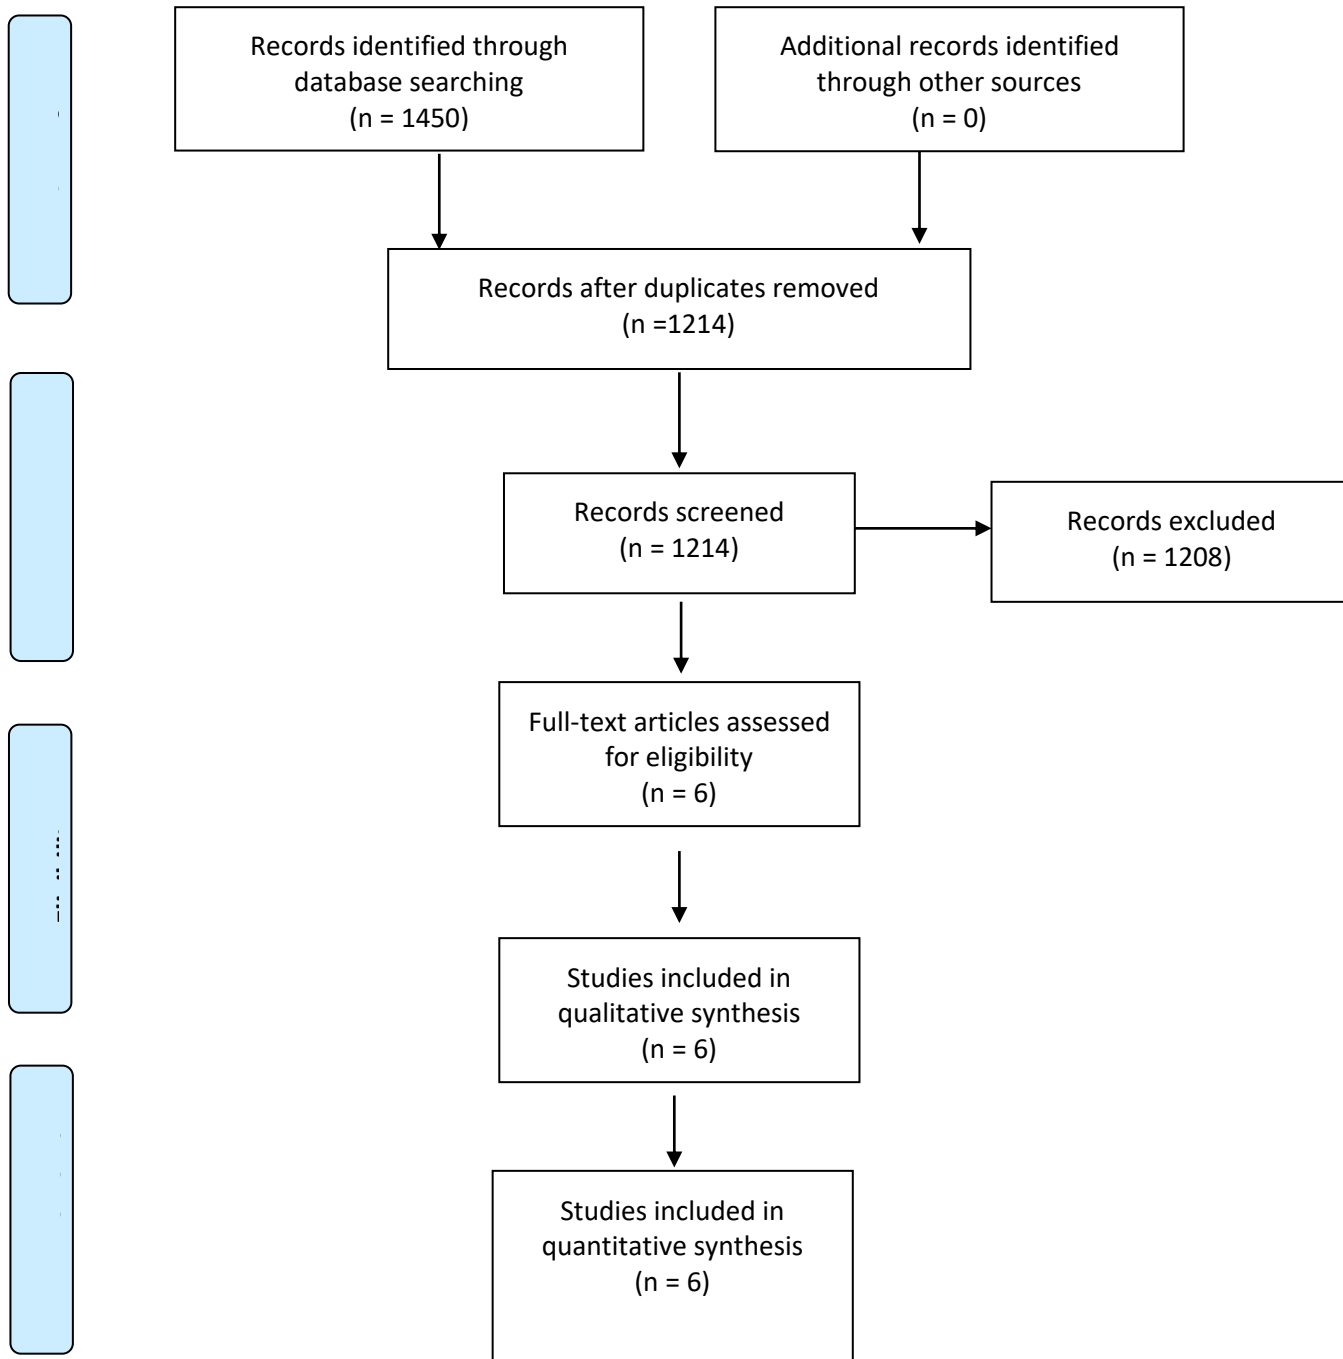 Records identified through
database searching
(n = 1450)
Additional records identified
through other sources
(n = 0)
Records after duplicates removed
(n =1214)
Records screened
(n = 1214)
Records excluded
(n = 1208)
Full-text articles assessed
for eligibility
(n = 6)
Studies included in
qualitative synthesis
(n = 6)
Studies included in
quantitative synthesis
(n = 6)